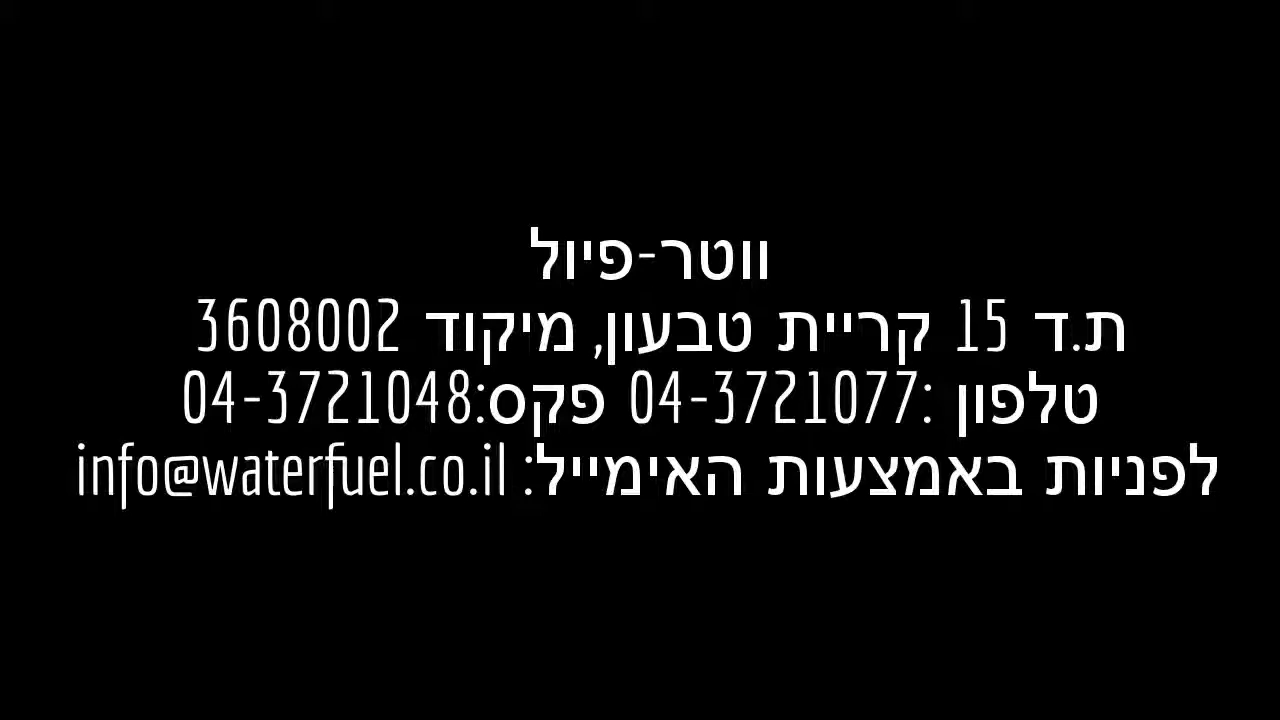 ווטר-פיול
ת.ד 15 קריית טבעון, מיקוד 3608002
טלפון :04-3721077 פקס:04-3721048
לפניות באמצעות האימייל: info@waterfuel.co.il